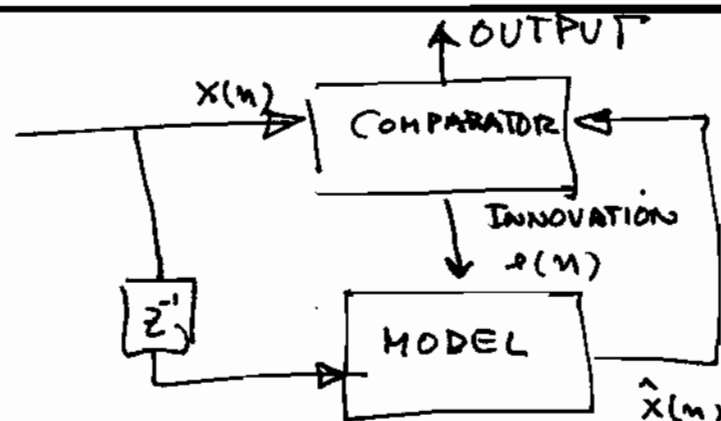 OUTPUT
x(n)
COMPARATOR
INNOVATION
e(n)
z⁻¹
MODEL
x̂(n)